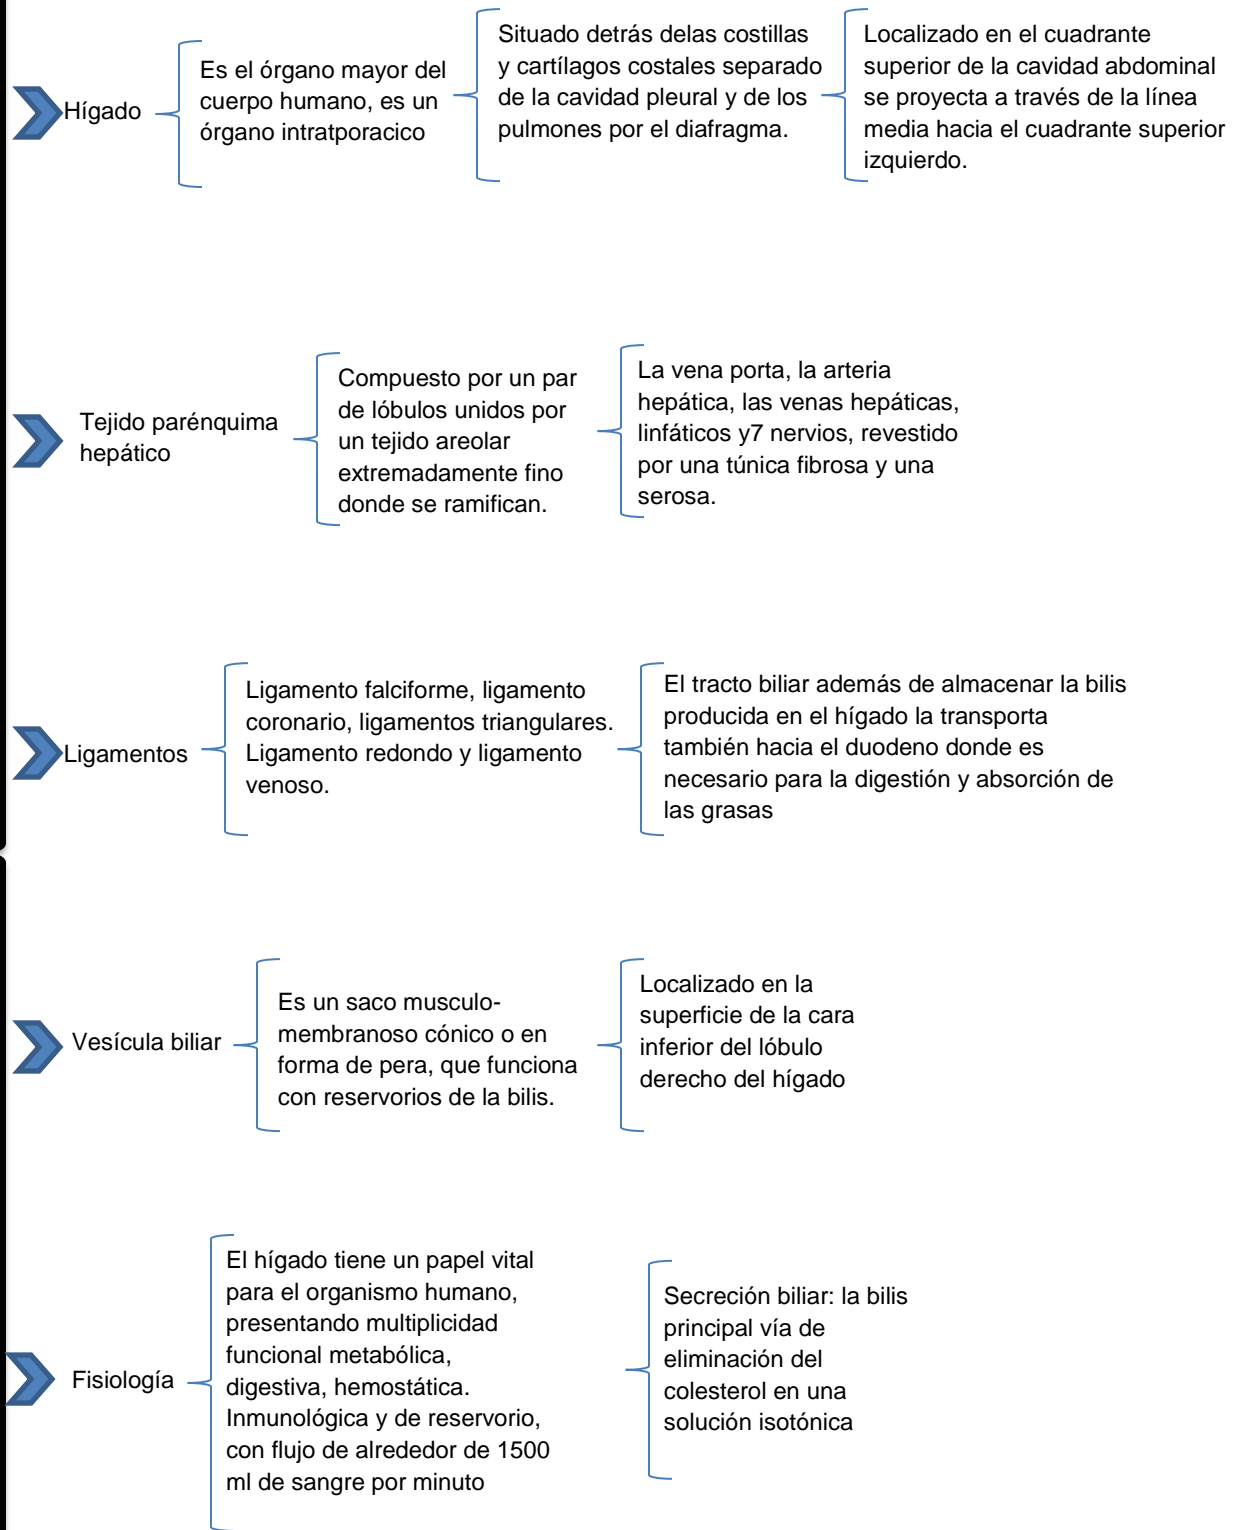 Hígado
Es el órgano mayor del
cuerpo humano, es un
órgano intratporacico
Situado detrás delas costillas
y cartílagos costales separado
de la cavidad pleural y de los
pulmones por el diafragma.
Localizado en el cuadrante
superior de la cavidad abdominal
se proyecta a través de la línea
media hacia el cuadrante superior
izquierdo.
Tejido parénquima
hepático
Compuesto por un par
de lóbulos unidos por
un tejido areolar
extremadamente fino
donde se ramifican.
La vena porta, la arteria
hepática, las venas hepáticas,
linfáticos y7 nervios, revestido
por una túnica fibrosa y una
serosa.
Ligamentos
Ligamento falciforme, ligamento
coronario, ligamentos triangulares.
Ligamento redondo y ligamento
venoso.
El tracto biliar además de almacenar la bilis
producida en el hígado la transporta
también hacia el duodeno donde es
necesario para la digestión y absorción de
las grasas
Vesícula biliar
Es un saco musculo-
membranoso cónico o en
forma de pera, que funciona
con reservorios de la bilis.
Localizado en la
superficie de la cara
inferior del lóbulo
derecho del hígado
Fisiología
El hígado tiene un papel vital
para el organismo humano,
presentando multiplicidad
funcional metabólica,
digestiva, hemostática.
Inmunológica y de reservorio,
con flujo de alrededor de 1500
ml de sangre por minuto
Secreción biliar: la bilis
principal vía de
eliminación del
colesterol en una
solución isotónica